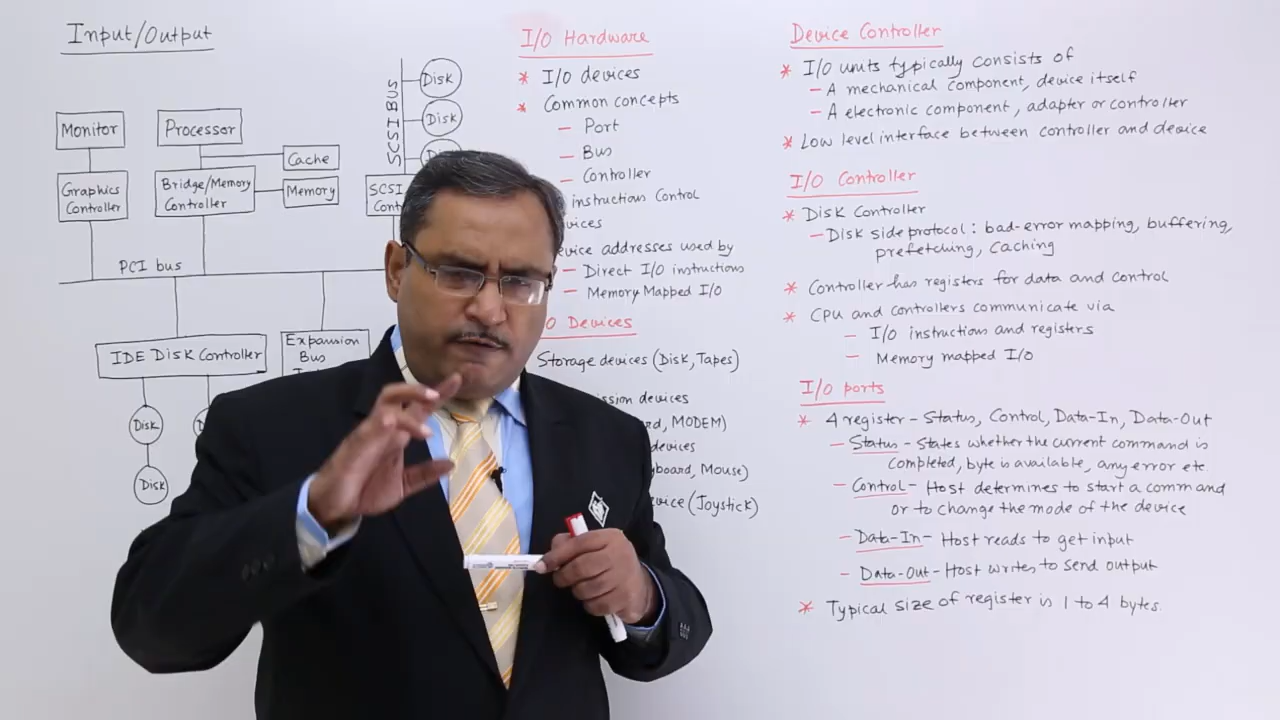 Input/Output
Monitor
Processor
Cache
Graphics
Controller
Bridge/Memory
Controller
Memory
SCSI BUS
Disk
Disk
SCSI
PCI bus
IDE DISK Controller
Expansion
Bus
Disk
Disk
I/O Hardware
* I/O devices
* Common concepts
– Port
– Bus
– Controller
instructions Control
addresses used by
– Direct I/O instructions
– Memory Mapped I/O
Devices
Storage devices (Disk, Tapes)
devices
MODEM)
devices
Mouse)
(Joystick)
Device Controller
* I/O units typically consists of
– A mechanical component, device itself
– A electronic component, adapter or controller
* Low level interface between controller and device
I/O Controller
* Disk Controller
– Disk side protocol : bad-error mapping, buffering,
prefetching, Caching
* Controller has registers for data and control
* CPU and controllers communicate via
– I/O instructions and registers
– Memory mapped I/O
I/O ports
* 4 register – Status, Control, Data-In, Data-Out
– Status – States whether the current command is
completed, byte is available, any error etc.
– Control – Host determines to start a command
or to change the mode of the device
– Data-In – Host reads to get input
– Data-Out – Host writes to send output
* Typical size of register is 1 to 4 bytes.